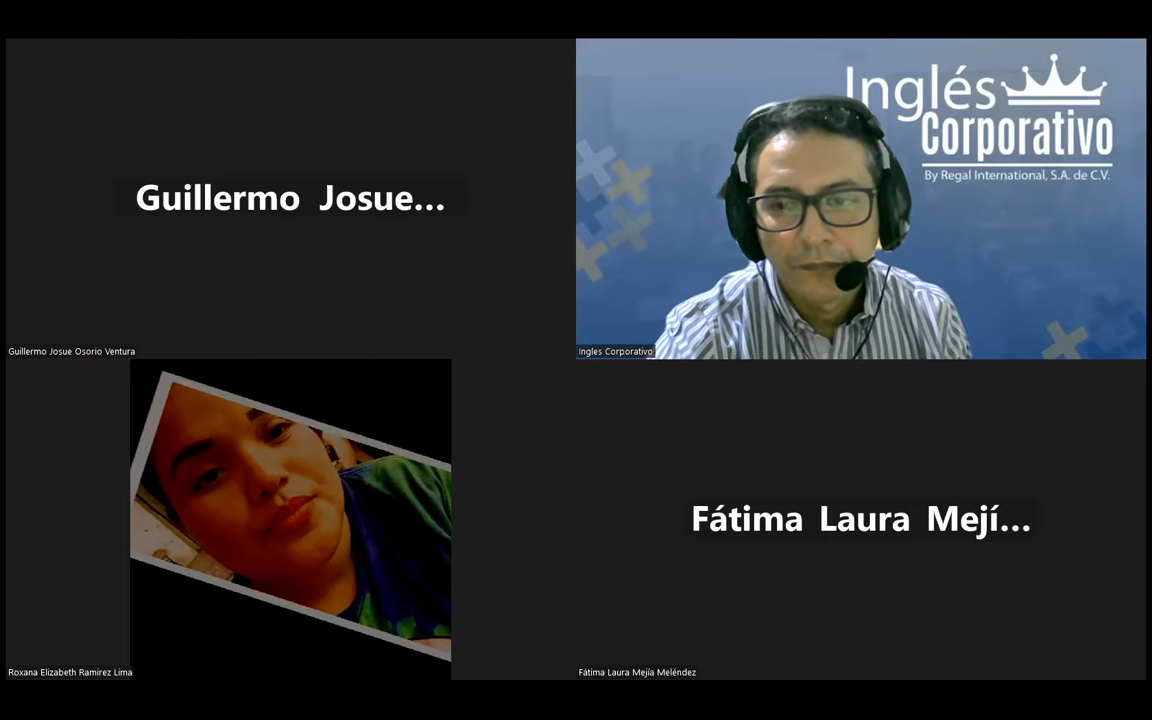 Guillermo Josue...
Guillermo Josue Osorio Ventura
Inglés
Corporativo
By Regal International, S.A. de C.V.
Ingles Corporativo
Roxana Elizabeth Ramirez Lima
Fátima Laura Mejí...
Fátima Laura Mejía Meléndez